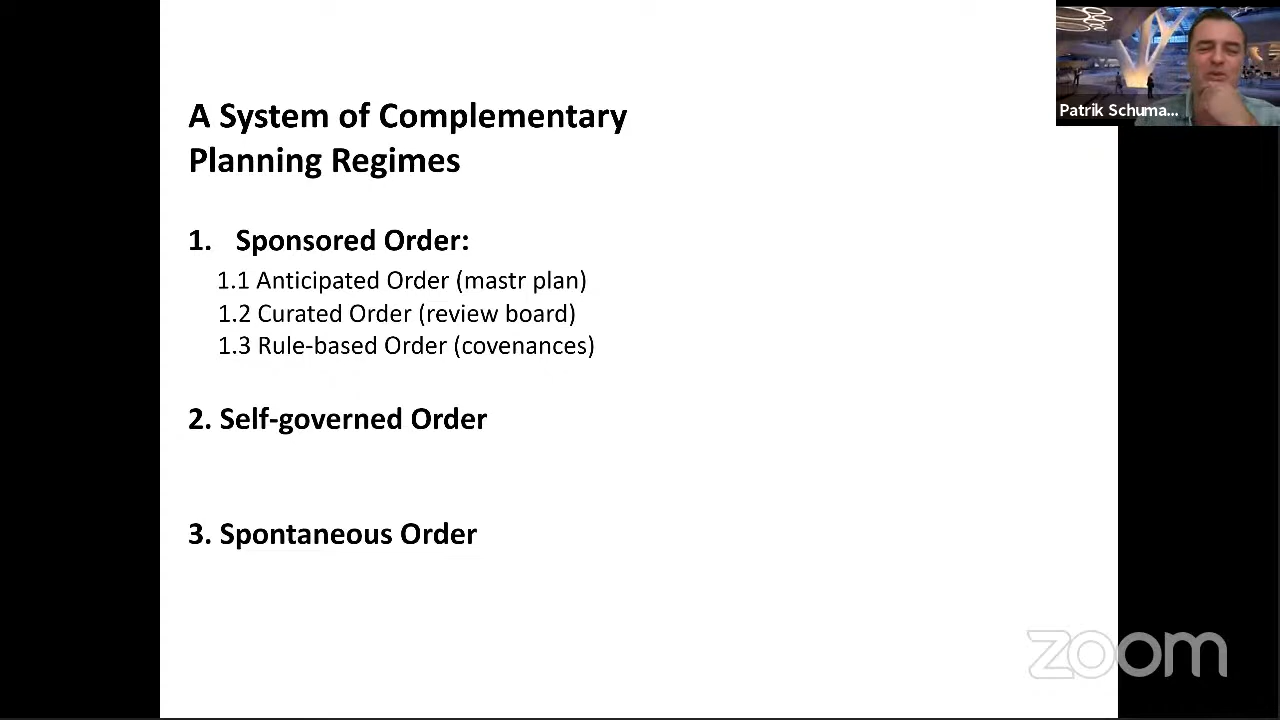 A System of Complementary
Planning Regimes
1. Sponsored Order:
1.1 Anticipated Order (mastr plan)
1.2 Curated Order (review board)
1.3 Rule-based Order (covenances)
2. Self-governed Order
3. Spontaneous Order
Patrik Schuma...
zoom